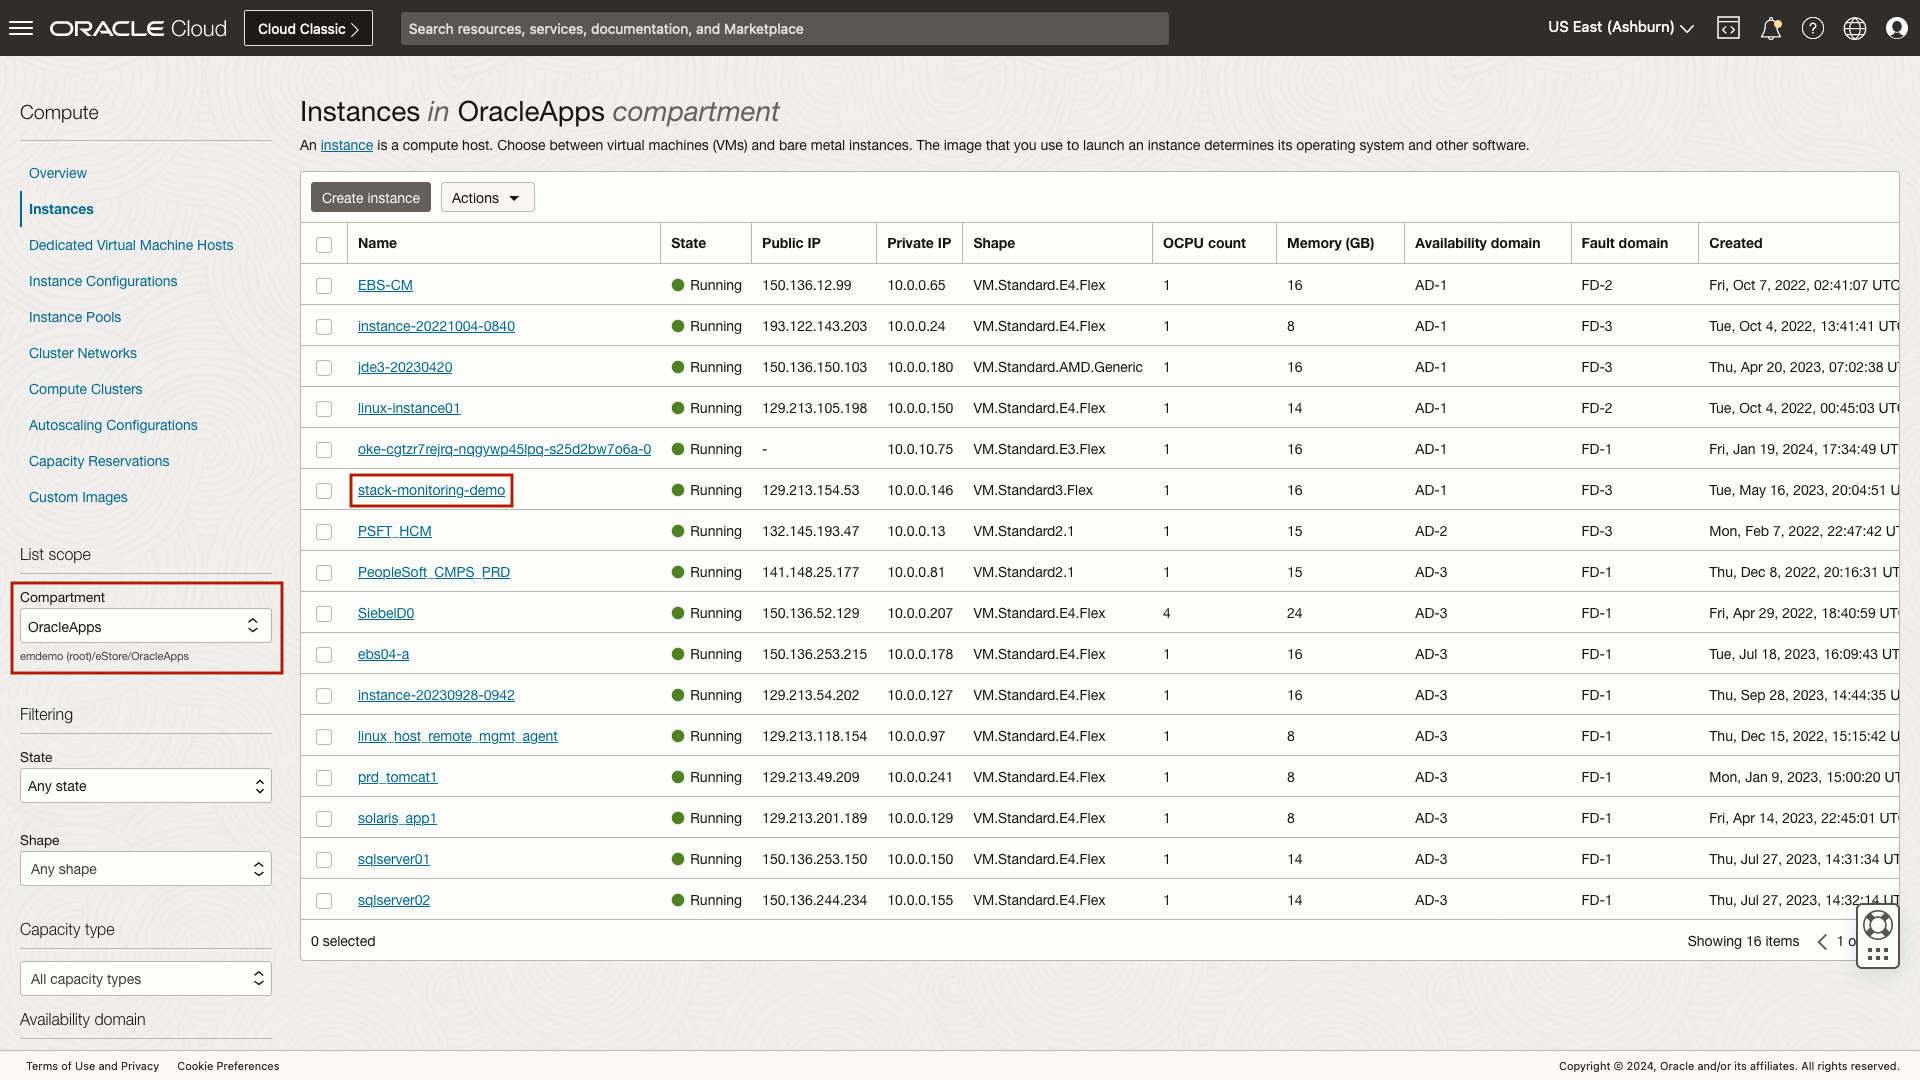 ORACLE Cloud
Cloud Classic
Search resources, services, documentation, and Marketplace
US East (Ashburn)
Compute
Overview
Instances
Dedicated Virtual Machine Hosts
Instance Configurations
Instance Pools
Cluster Networks
Compute Clusters
Autoscaling Configurations
Capacity Reservations
Custom Images
List scope
Compartment
OracleApps
emdemo (root)/eStore/OracleApps
Filtering
State
Any state
Shape
Any shape
Capacity type
All capacity types
Availability domain
Instances in OracleApps compartment
An instance is a compute host. Choose between virtual machines (VMs) and bare metal instances. The image that you use to launch an instance determines its operating system and other software.
Create instance Actions
Name State Public IP Private IP Shape OCPU count Memory (GB) Availability domain Fault domain Created
EBS-CM Running 150.136.12.99 10.0.0.65 VM.Standard.E4.Flex 1 16 AD-1 FD-2 Fri, Oct 7, 2022, 02:41:07 UTC
instance-20221004-0840 Running 193.122.143.203 10.0.0.24 VM.Standard.E4.Flex 1 8 AD-1 FD-3 Tue, Oct 4, 2022, 13:41:41 UT
jde3-20230420 Running 150.136.150.103 10.0.0.180 VM.Standard.AMD.Generic 1 16 AD-1 FD-3 Thu, Apr 20, 2023, 07:02:38 U
linux-instance01 Running 129.213.105.198 10.0.0.150 VM.Standard.E4.Flex 1 14 AD-1 FD-2 Tue, Oct 4, 2022, 00:45:03 UT
oke-cgtzr7rejrq-nqgywp45lpq-s25d2bw7o6a-0 Running - 10.0.10.75 VM.Standard.E3.Flex 1 16 AD-1 FD-1 Fri, Jan 19, 2024, 17:34:49 UT
stack-monitoring-demo Running 129.213.154.53 10.0.0.146 VM.Standard3.Flex 1 16 AD-1 FD-3 Tue, May 16, 2023, 20:04:51 U
PSFT_HCM Running 132.145.193.47 10.0.0.13 VM.Standard2.1 1 15 AD-2 FD-3 Mon, Feb 7, 2022, 22:47:42 UT
PeopleSoft_CMPS_PRD Running 141.148.25.177 10.0.0.81 VM.Standard2.1 1 15 AD-3 FD-1 Thu, Dec 8, 2022, 20:16:31 UT
SiebelD0 Running 150.136.52.129 10.0.0.207 VM.Standard.E4.Flex 4 24 AD-3 FD-1 Fri, Apr 29, 2022, 18:40:59 UT
ebs04-a Running 150.136.253.215 10.0.0.178 VM.Standard.E4.Flex 1 16 AD-3 FD-1 Tue, Jul 18, 2023, 16:09:43 UT
instance-20230928-0942 Running 129.213.54.202 10.0.0.127 VM.Standard.E4.Flex 1 16 AD-3 FD-1 Thu, Sep 28, 2023, 14:44:35 U
linux_host_remote_mgmt_agent Running 129.213.118.154 10.0.0.97 VM.Standard.E4.Flex 1 8 AD-3 FD-1 Thu, Dec 15, 2022, 15:15:42 U
prd_tomcat1 Running 129.213.49.209 10.0.0.241 VM.Standard.E4.Flex 1 8 AD-3 FD-1 Mon, Jan 9, 2023, 15:00:20 UT
solaris_app1 Running 129.213.201.189 10.0.0.129 VM.Standard.E4.Flex 1 8 AD-3 FD-1 Fri, Apr 14, 2023, 22:45:01 UT
sqlserver01 Running 150.136.253.150 10.0.0.150 VM.Standard.E4.Flex 1 14 AD-3 FD-1 Thu, Jul 27, 2023, 14:31:34 UT
sqlserver02 Running 150.136.244.234 10.0.0.155 VM.Standard.E4.Flex 1 14 AD-3 FD-1 Thu, Jul 27, 2023, 14:32:14 UT
0 selected Showing 16 items 1 o
Terms of Use and Privacy Cookie Preferences Copyright © 2024, Oracle and/or its affiliates. All rights reserved.